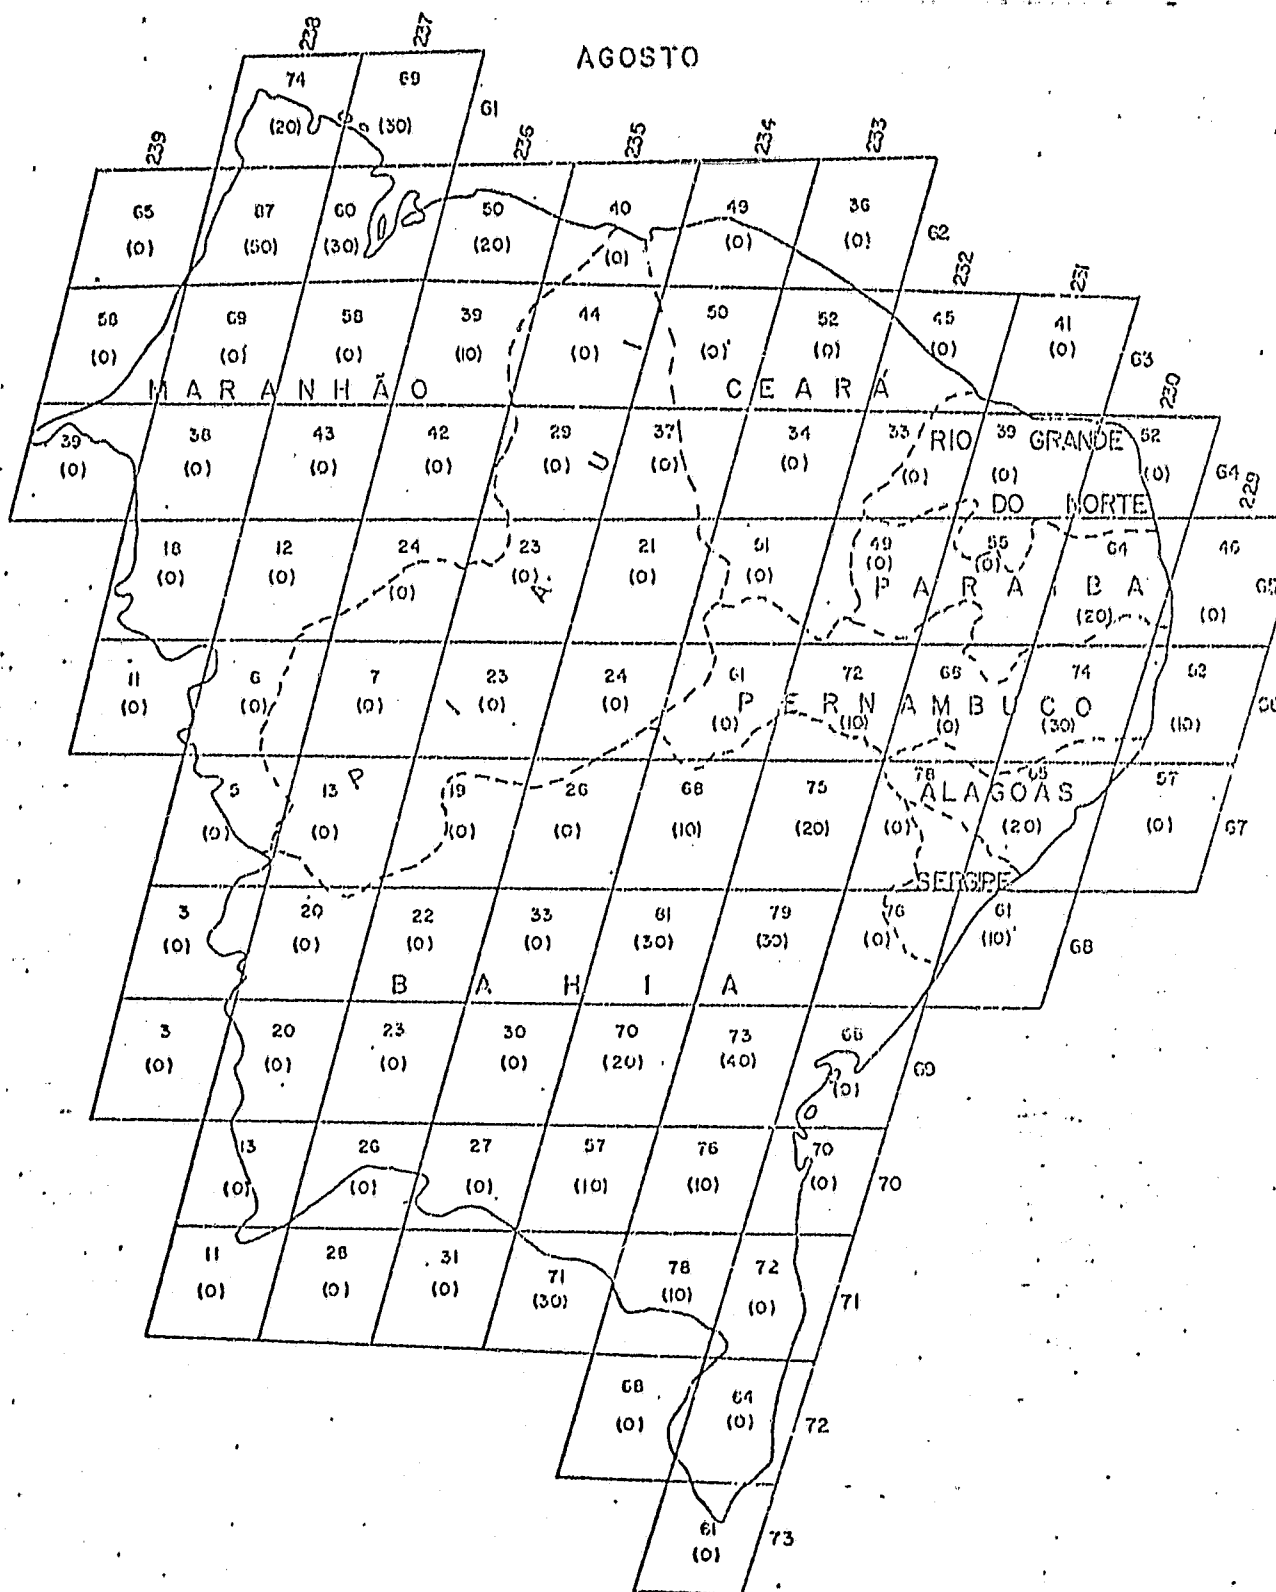 AGOSTO
238 237
74 69
(20) (30) 61
239 236 235 234 233
65 87 60 50 40 49 36
(0) (50) (30) (20) (0) (0) (0) 62
232 231
58 69 58 39 44 50 52 45 41
(0) (0) (0) (10) (0) (0) (0) (0) (0) 63
MARANHÃO CEARÁ
230
39 38 43 42 29 37 34 33 RIO 39 GRANDE 52
(0) (0) (0) (0) (0) (0) (0) (0) (0) (0) 64
DO NORTE
229
18 12 24 23 21 51 49 55 64 46
(0) (0) (0) (0) (0) (0) (0) (0) (20) (0) 65
PIAUI
PARAIBA
11 6 7 23 24 61 72 66 74 62
(0) (0) (0) (0) (0) (0) (10) (0) (30) (10)
PERNAMBUCO
5 13 19 26 68 75 78 65 57
(0) (0) (0) (0) (10) (20) (0) (20) (0) 67
ALAGOAS
SERGIPE
3 20 22 33 61 79 76 61
(0) (0) (0) (0) (30) (30) (0) (10) 68
BAHIA
3 20 23 30 70 73 68
(0) (0) (0) (0) (20) (40) (0) 69
13 26 27 57 76 70
(0) (0) (0) (10) (10) (0) 70
11 28 31 71 78 72
(0) (0) (0) (30) (10) (0) 71
68 64
(0) (0) 72
61
(0) 73